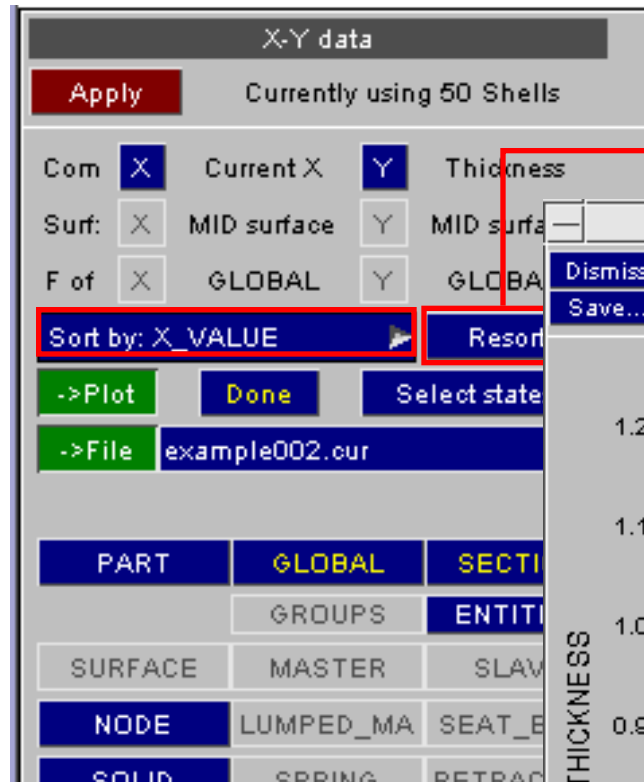 X-Y data
Apply Currently using 50 Shells
Com X Current X Y Thickness
Surf: X MID surface Y MID surfa
F of X GLOBAL Y GLOBA Dismiss
Sort by: X_VALUE Resort Save...
->Plot Done Select state
->File example002.cur
1.2
1.1
PART GLOBAL SECTI
GROUPS ENTITI
1.0
SURFACE MASTER SLAV
THICKNESS
NODE LUMPED_MA SEAT_B
0.9
SOLID SPRING RETRAC